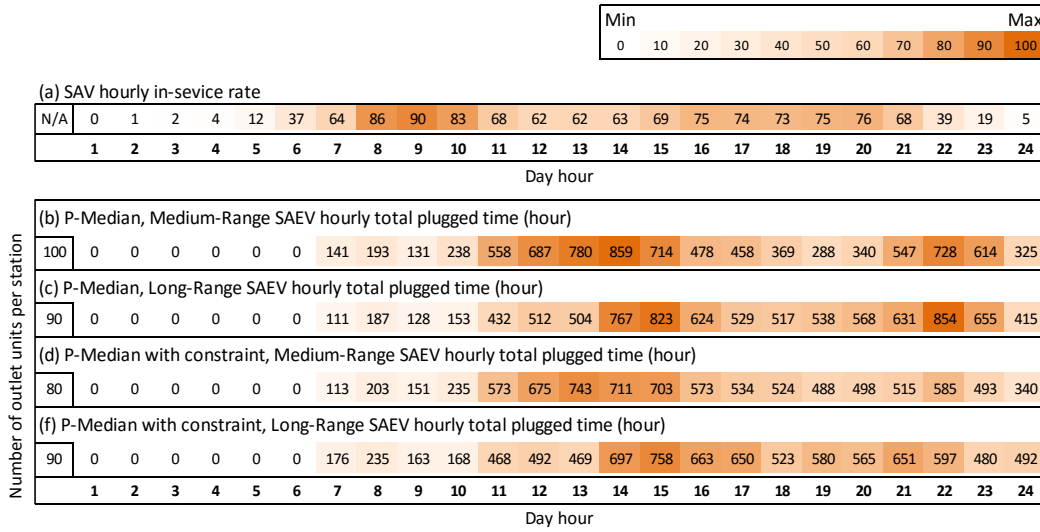 Min Max
0 10 20 30 40 50 60 70 80 90 100
(a) SAV hourly in-sevice rate
N/A 0 1 2 4 12 37 64 86 90 83 68 62 62 63 69 75 74 73 75 76 68 39 19 5
1 2 3 4 5 6 7 8 9 10 11 12 13 14 15 16 17 18 19 20 21 22 23 24
Day hour
Number of outlet units per station
(b) P-Median, Medium-Range SAEV hourly total plugged time (hour)
100 0 0 0 0 0 0 141 193 131 238 558 687 780 859 714 478 458 369 288 340 547 728 614 325
(c) P-Median, Long-Range SAEV hourly total plugged time (hour)
90 0 0 0 0 0 0 111 187 128 153 432 512 504 767 823 624 529 517 538 568 631 854 655 415
(d) P-Median with constraint, Medium-Range SAEV hourly total plugged time (hour)
80 0 0 0 0 0 0 113 203 151 235 573 675 743 711 703 573 534 524 488 498 515 585 493 340
(f) P-Median with constraint, Long-Range SAEV hourly total plugged time (hour)
90 0 0 0 0 0 0 176 235 163 168 468 492 469 697 758 663 650 523 580 565 651 597 480 492
1 2 3 4 5 6 7 8 9 10 11 12 13 14 15 16 17 18 19 20 21 22 23 24
Day hour